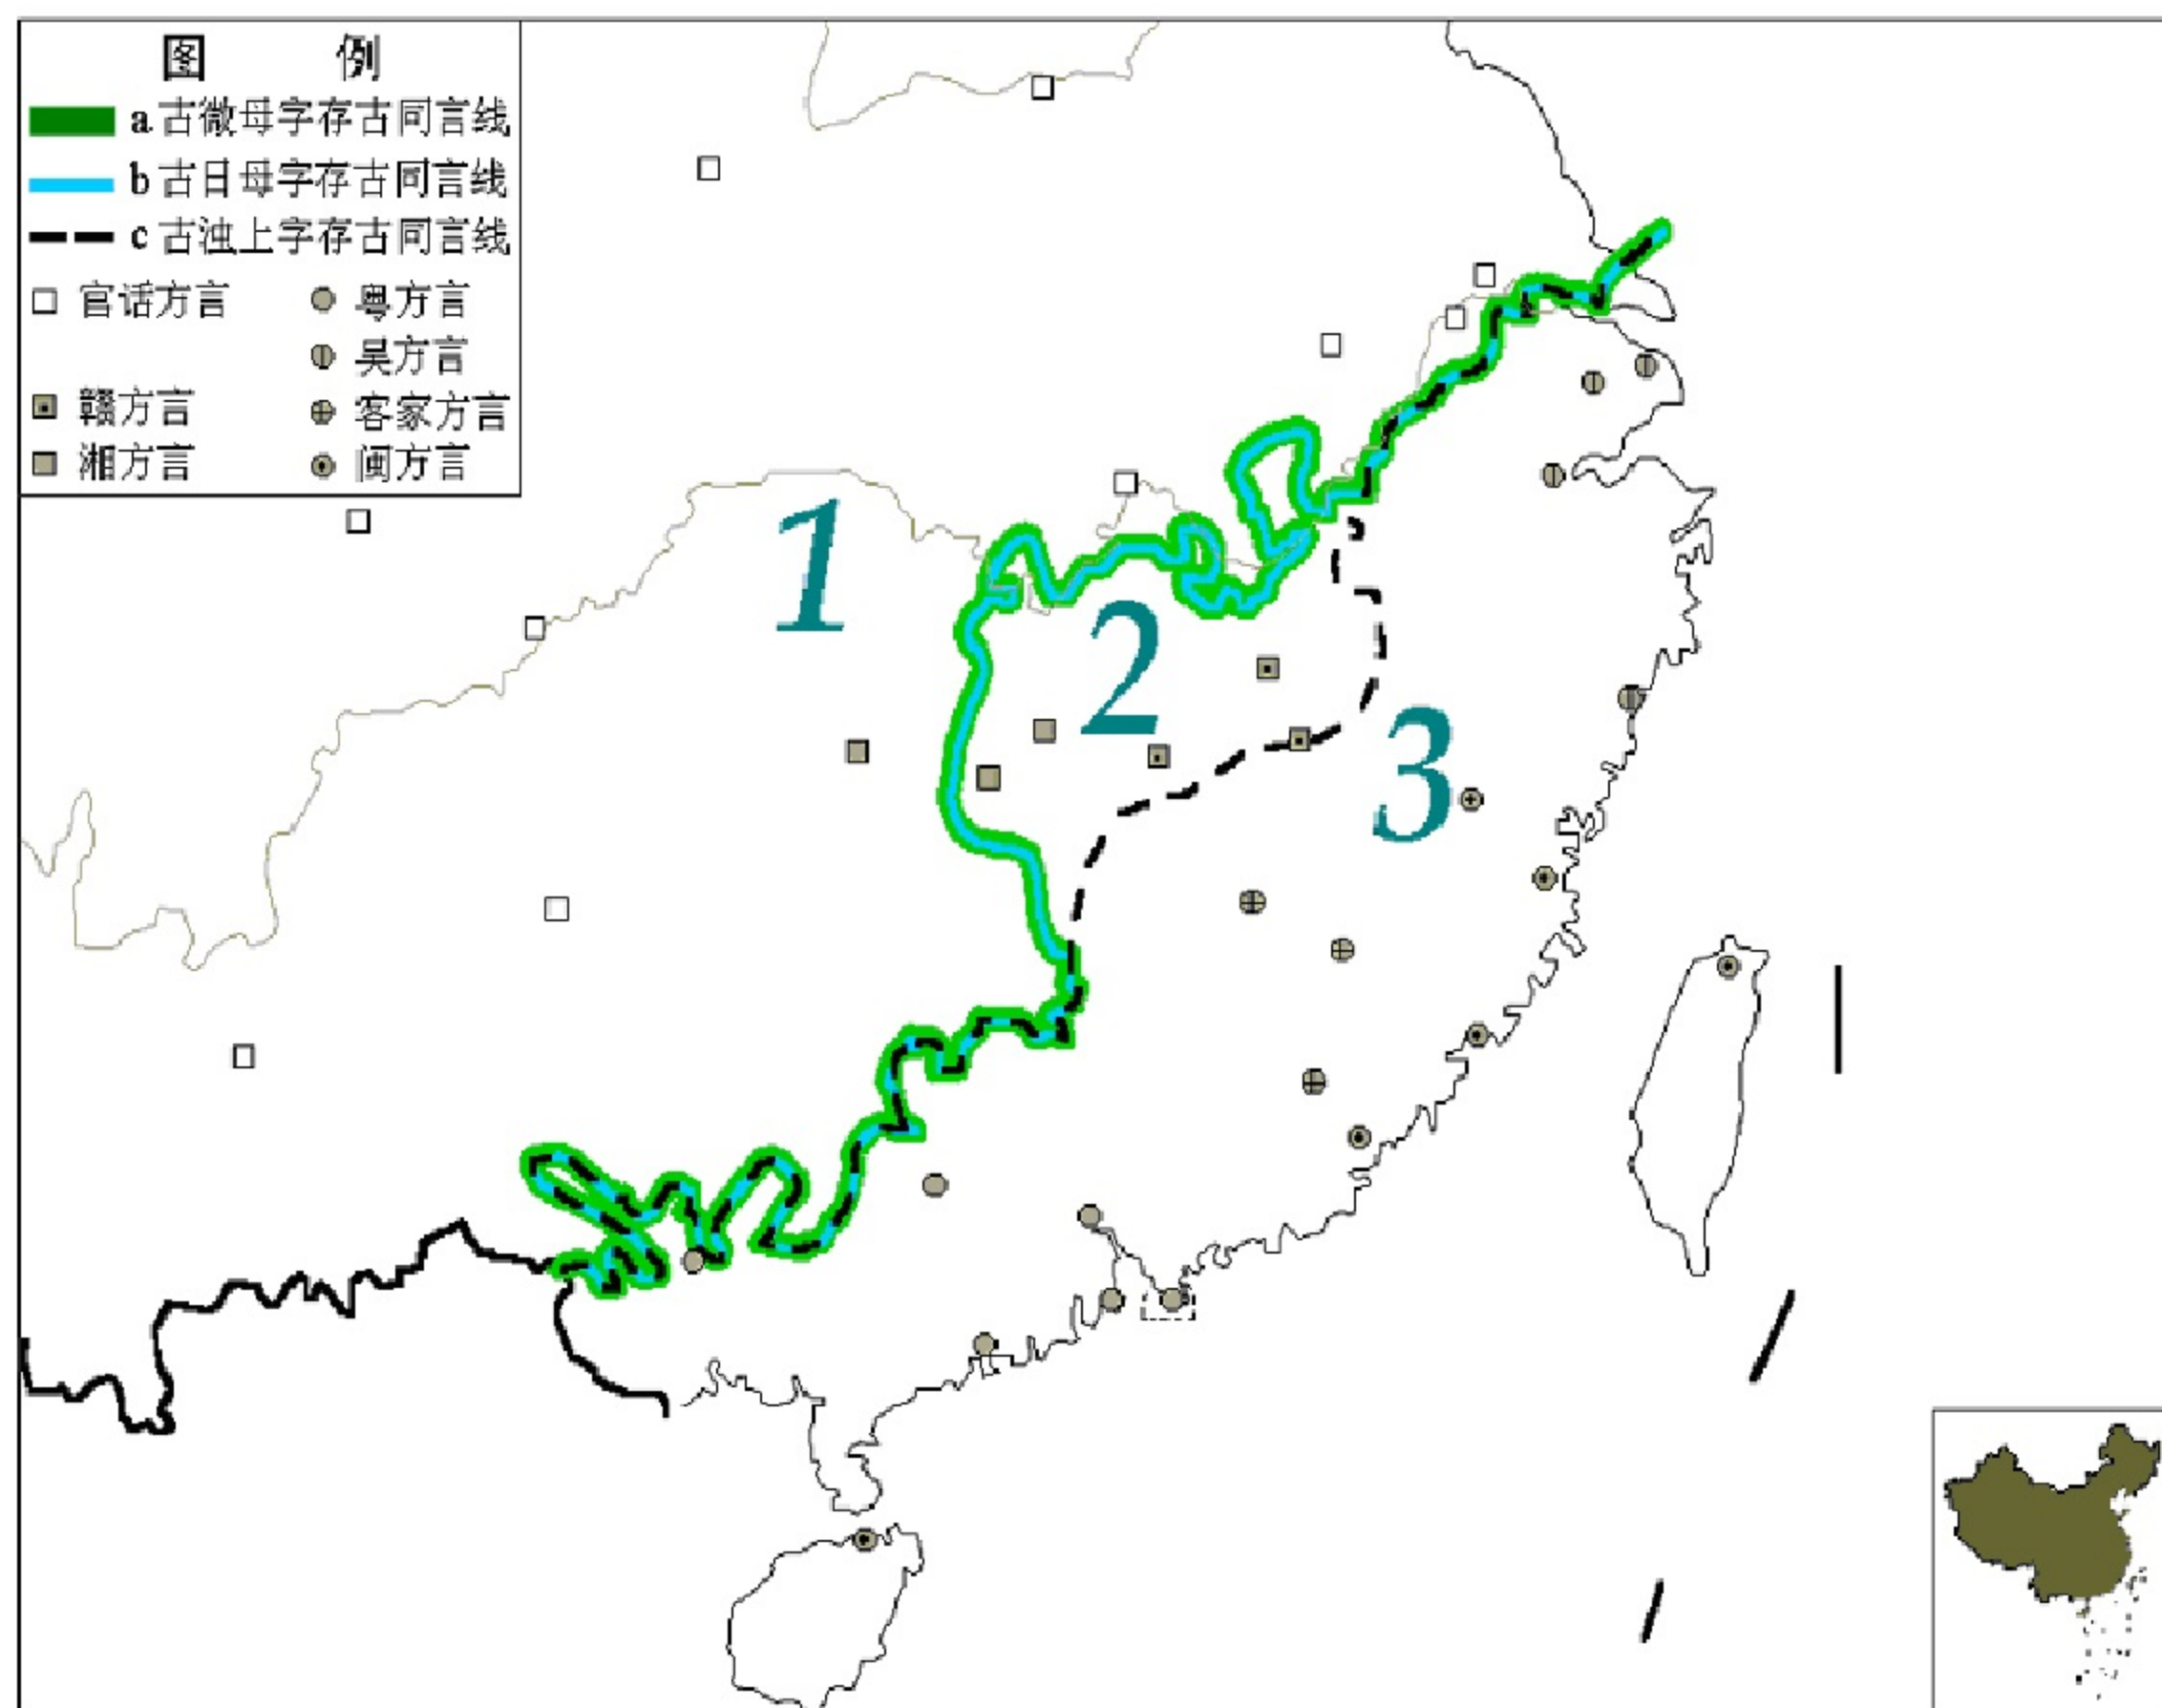 图 例
a 古微母字存古同言线
b 古日母字存古同言线
c 古浊上字存古同言线
官话方言 粤方言
吴方言
赣方言 客家方言
湘方言 闽方言
1
2
3